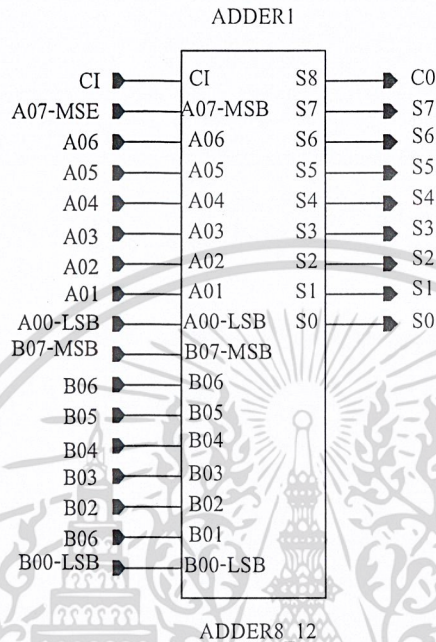 ADDER1
CI CI S8 C0
A07-MSE A07-MSB S7 S7
A06 A06 S6 S6
A05 A05 S5 S5
A04 A04 S4 S4
A03 A03 S3 S3
A02 A02 S2 S2
A01 A01 S1 S1
A00-LSB A00-LSB S0 S0
B07-MSB B07-MSB
B06 B06
B05 B05
B04 B04
B03 B03
B02 B02
B06 B01
B00-LSB B00-LSB
ADDER8 12